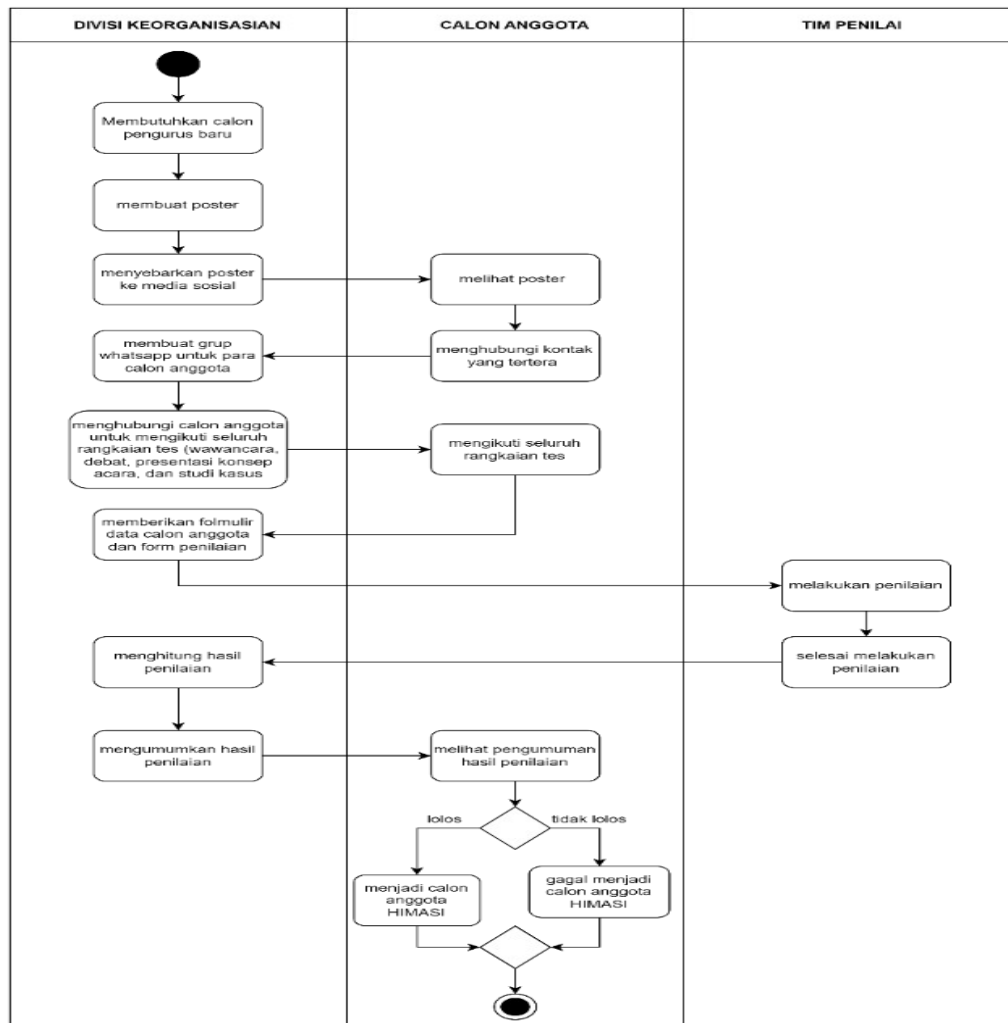 DIVISI KEORGANISASIAN
CALON ANGGOTA
TIM PENILAI
Membutuhkan calon
pengurus baru
membuat poster
menyebarkan poster
ke media sosial
melihat poster
membuat grup
whatsapp untuk para
calon anggota
menghubungi kontak
yang tertera
menghubungi calon anggota
untuk mengikuti seluruh
rangkaian tes (wawancara,
debat, presentasi konsep
acara, dan studi kasus
mengikuti seluruh
rangkaian tes
memberikan folmulir
data calon anggota
dan form penilaian
melakukan penilaian
selesai melakukan
penilaian
menghitung hasil
penilaian
mengumumkan hasil
penilaian
melihat pengumuman
hasil penilaian
lolos
tidak lolos
menjadi calon
anggota
HIMASI
gagal menjadi
calon anggota
HIMASI